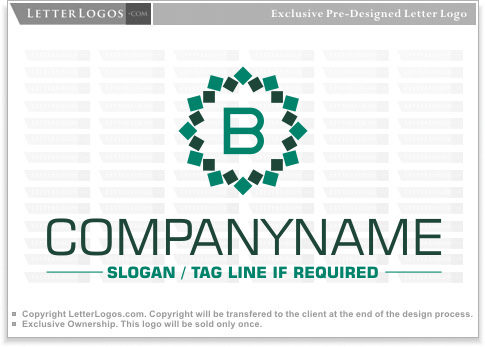 LETTERLOGOS.COM
Exclusive Pre-Designed Letter Logo
B
COMPANYNAME
SLOGAN / TAG LINE IF REQUIRED
Copyright LetterLogos.com. Copyright will be transfered to the client at the end of the design process.
Exclusive Ownership. This logo will be sold only once.